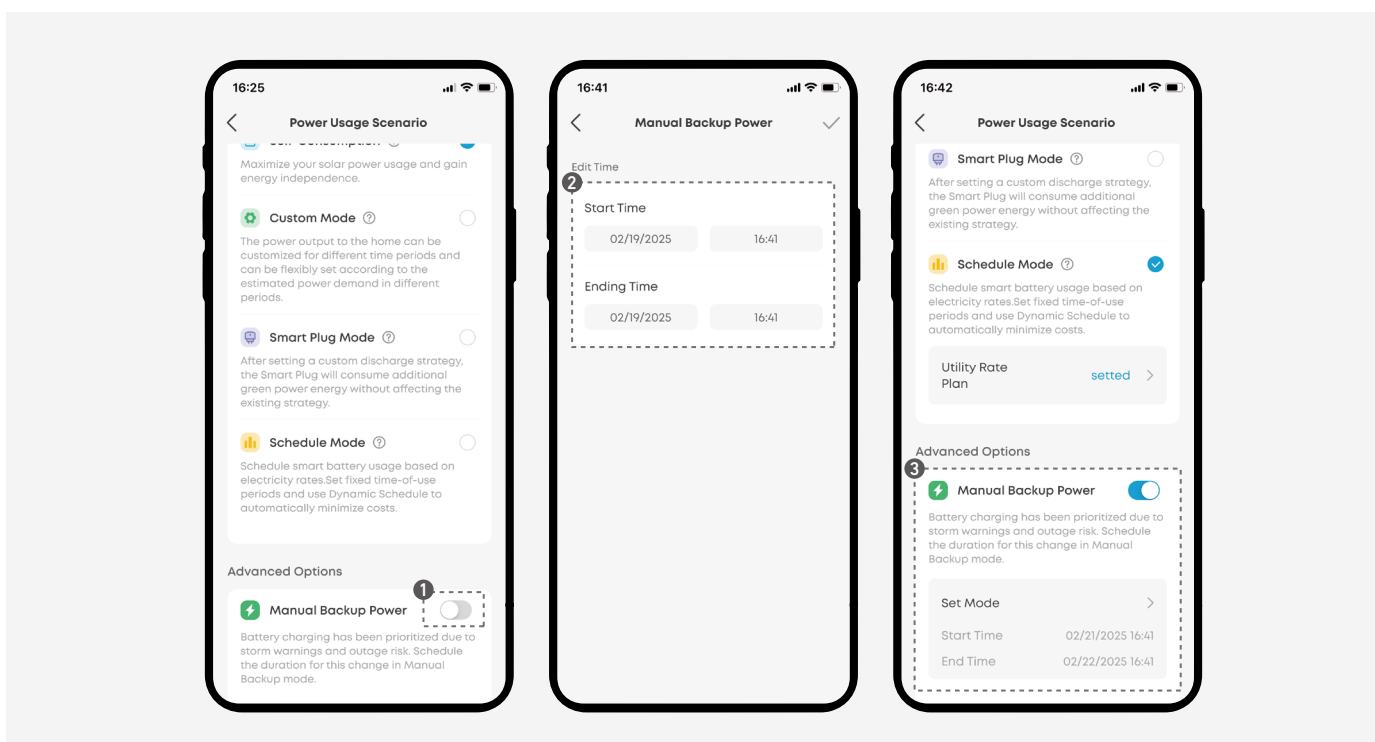 16:25
Power Usage Scenario
Self-Consumption
Maximize your solar power usage and gain
energy independence.
Custom Mode ?
The power output to the home can be
customized for different time periods and
can be flexibly set according to the
estimated power demand in different
periods.
Smart Plug Mode ?
After setting a custom discharge strategy,
the Smart Plug will consume additional
green power energy without affecting the
existing strategy.
Schedule Mode ?
Schedule smart battery usage based on
electricity rates.Set fixed time-of-use
periods and use Dynamic Schedule to
automatically minimize costs.
Advanced Options
1
Manual Backup Power
Battery charging has been prioritized due to
storm warnings and outage risk. Schedule
the duration for this change in Manual
Backup mode.
16:41
Manual Backup Power
Edit Time
2
Start Time
02/19/2025 16:41
Ending Time
02/19/2025 16:41
16:42
Power Usage Scenario
Smart Plug Mode ?
After setting a custom discharge strategy,
the Smart Plug will consume additional
green power energy without affecting the
existing strategy.
Schedule Mode ?
Schedule smart battery usage based on
electricity rates.Set fixed time-of-use
periods and use Dynamic Schedule to
automatically minimize costs.
Utility Rate
Plan
setted
Advanced Options
3
Manual Backup Power
Battery charging has been prioritized due to
storm warnings and outage risk. Schedule
the duration for this change in Manual
Backup mode.
Set Mode
Start Time 02/21/2025 16:41
End Time 02/22/2025 16:41